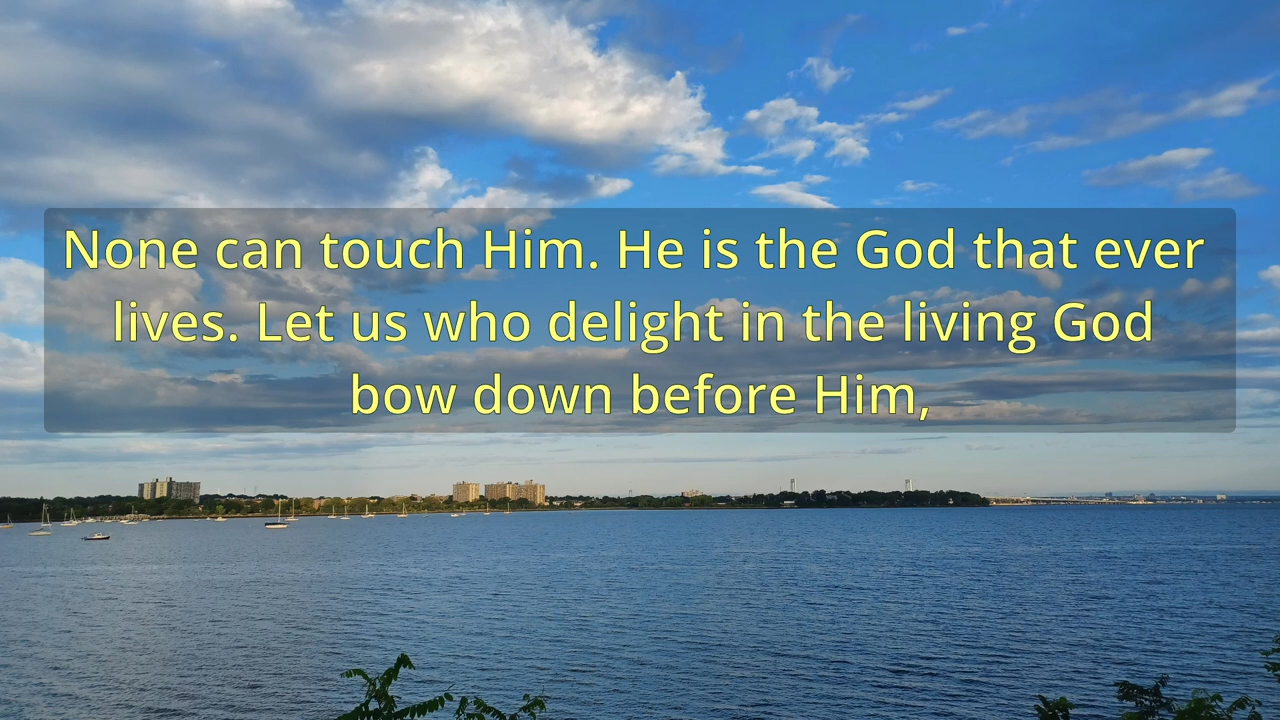 None can touch Him. He is the God that ever
lives. Let us who delight in the living God
bow down before Him,